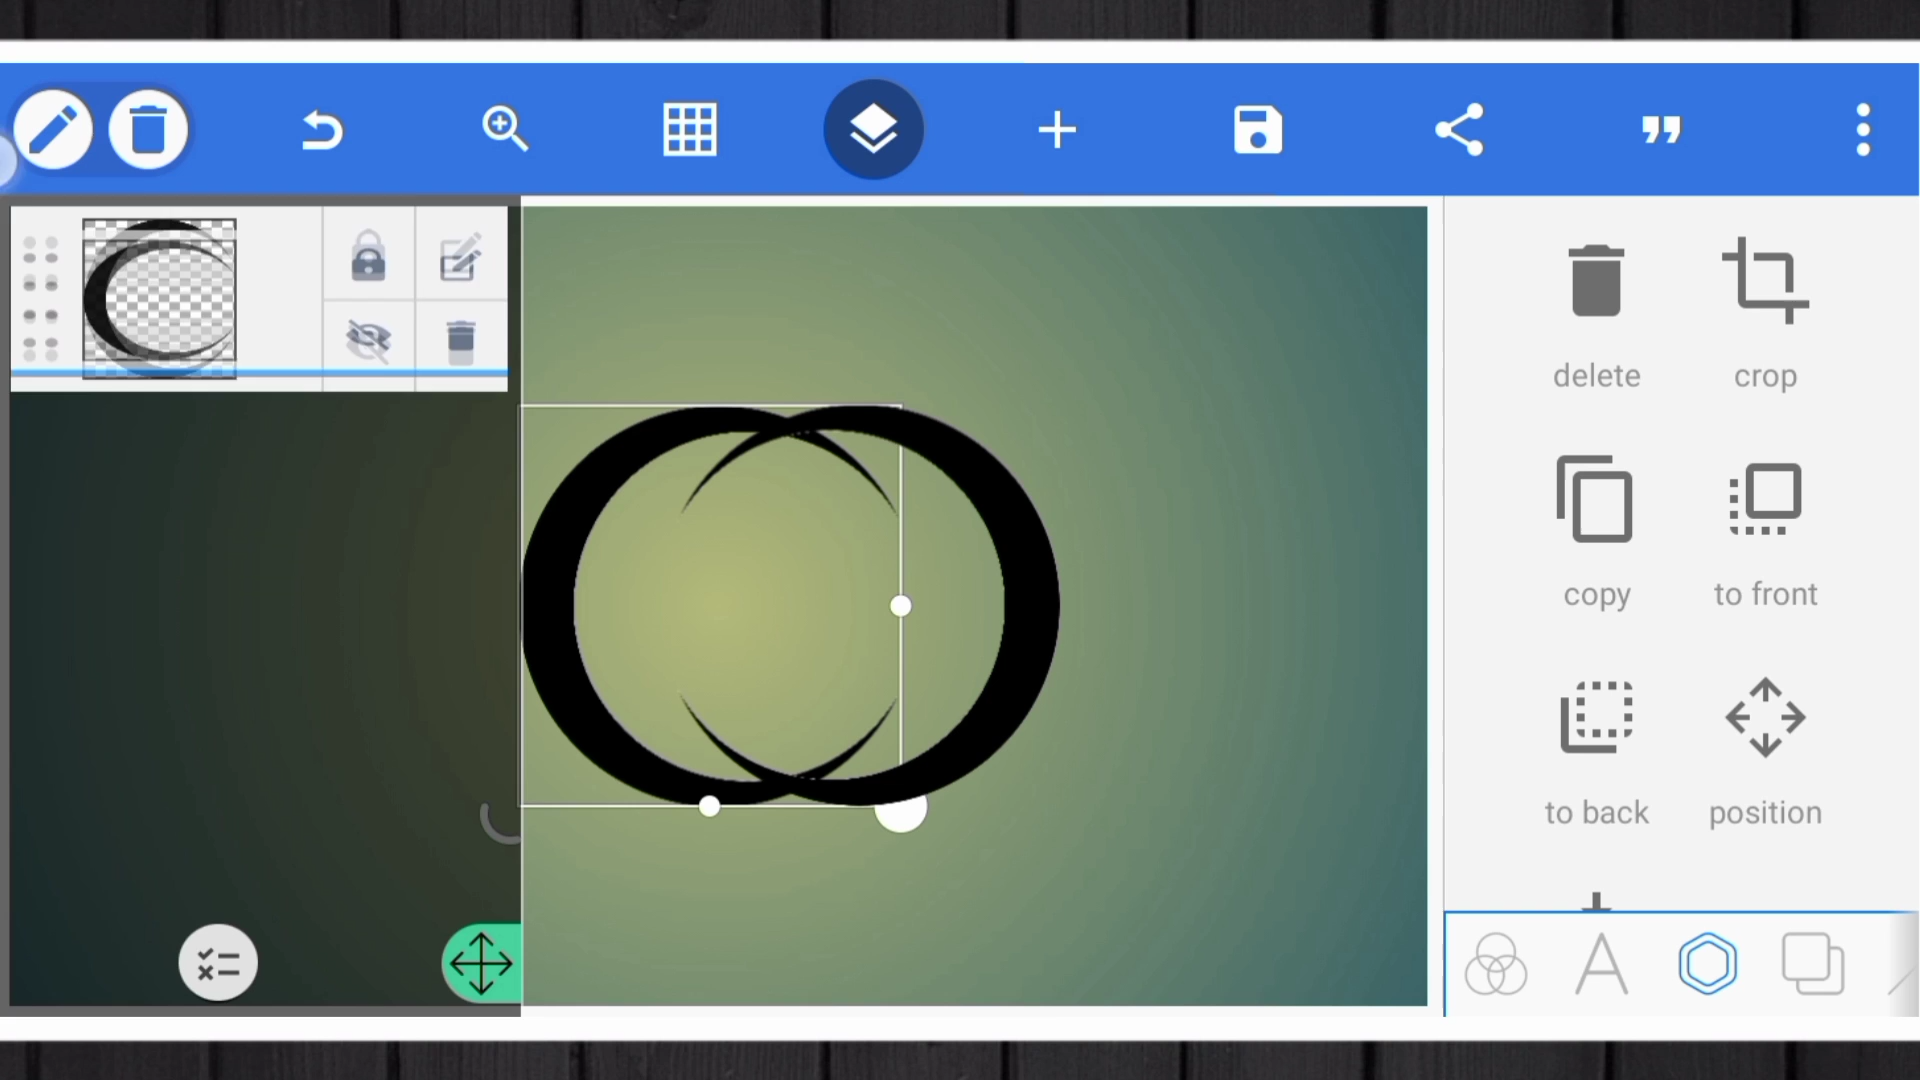 delete
crop
copy
to front
to back
position